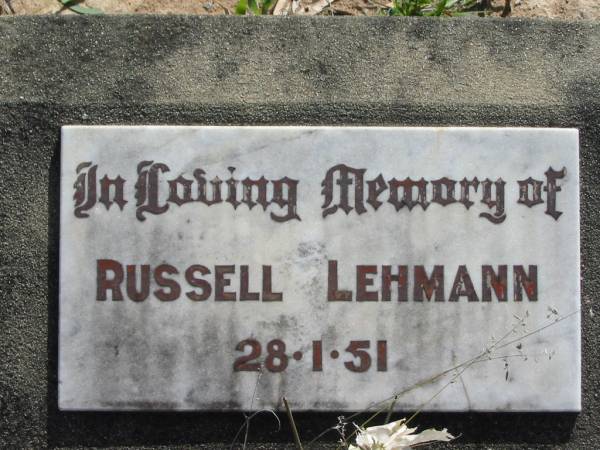 In Loving Memory of
RUSSELL LEHMANN
28·1·51